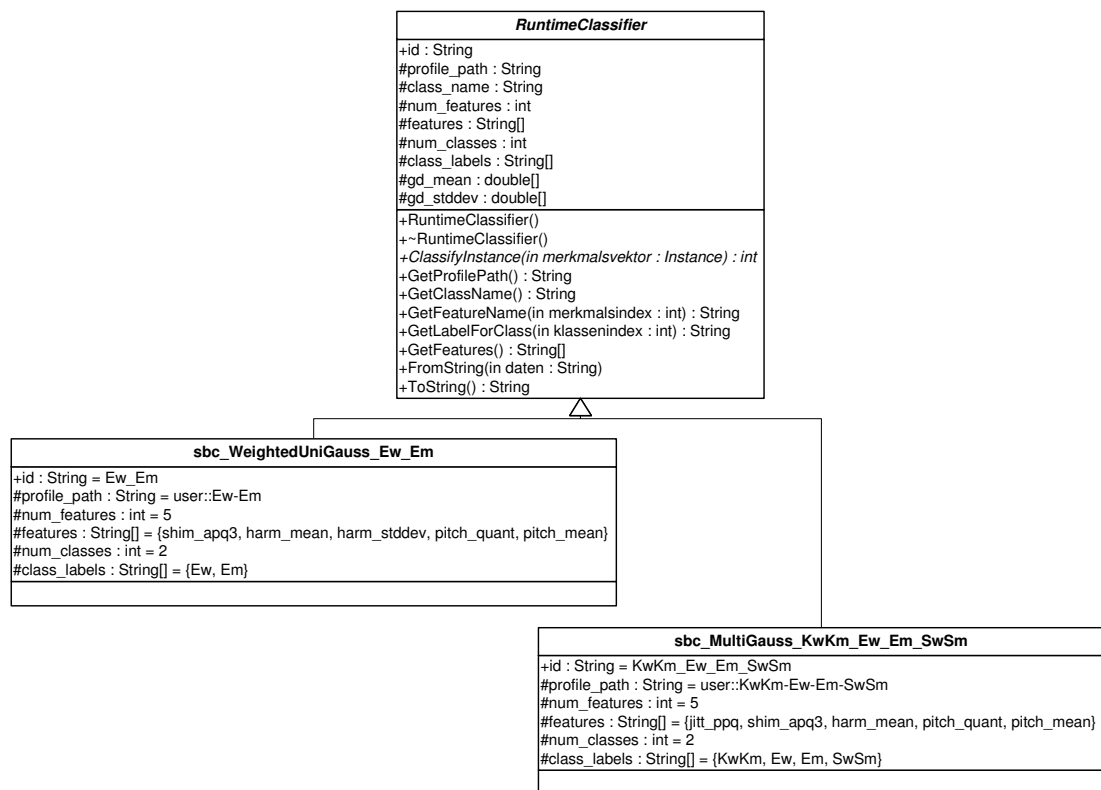 RuntimeClassifier
+id : String
#profile_path : String
#class_name : String
#num_features : int
#features : String[]
#num_classes : int
#class_labels : String[]
#gd_mean : double[]
#gd_stddev : double[]
+RuntimeClassifier()
+~RuntimeClassifier()
+ClassifyInstance(in merkmalsvektor : Instance) : int
+GetProfilePath() : String
+GetClassName() : String
+GetFeatureName(in merkmalsindex : int) : String
+GetLabelForClass(in klassenindex : int) : String
+GetFeatures() : String[]
+FromString(in daten : String)
+ToString() : String
sbc_WeightedUniGauss_Ew_Em
+id : String = Ew_Em
#profile_path : String = user::Ew-Em
#num_features : int = 5
#features : String[] = {shim_apq3, harm_mean, harm_stddev, pitch_quant, pitch_mean}
#num_classes : int = 2
#class_labels : String[] = {Ew, Em}
sbc_MultiGauss_KwKm_Ew_Em_SwSm
+id : String = KwKm_Ew_Em_SwSm
#profile_path : String = user::KwKm-Ew-Em-SwSm
#num_features : int = 5
#features : String[] = {jitt_ppq, shim_apq3, harm_mean, pitch_quant, pitch_mean}
#num_classes : int = 2
#class_labels : String[] = {KwKm, Ew, Em, SwSm}